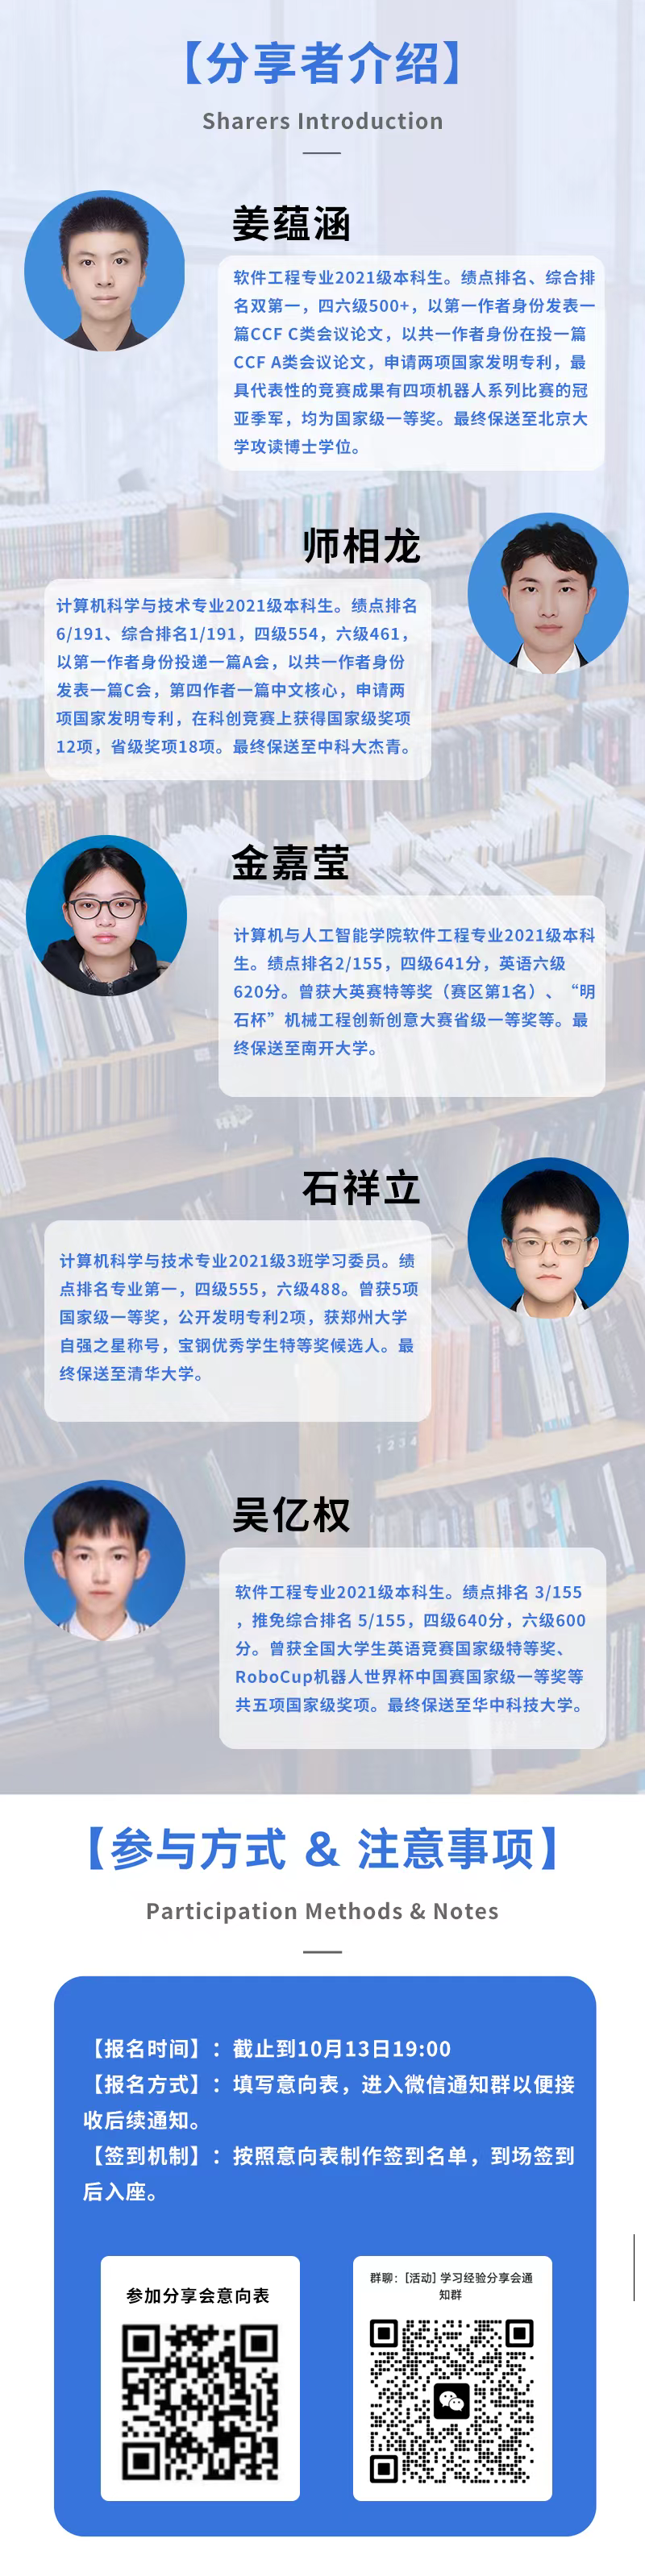 【分享者介绍】
Sharers Introduction
姜蕴涵
软件工程专业2021级本科生。绩点排名、综合排
名双第一，四六级500+，以第一作者身份发表一
篇CCF C类会议论文，以共一作者身份在投一篇
CCF A类会议论文，申请两项国家发明专利，最
具代表性的竞赛成果有四项机器人系列比赛的冠
亚季军，均为国家级一等奖。最终保送至北京大
学攻读博士学位。
师相龙
计算机科学与技术专业2021级本科生。绩点排名
6/191、综合排名1/191，四级554，六级461，
以第一作者身份投递一篇A会，以共一作者身份
发表一篇C会，第四作者一篇中文核心，申请两
项国家发明专利，在科创竞赛上获得国家级奖项
12项，省级奖项18项。最终保送至中科大杰青。
金嘉莹
计算机与人工智能学院软件工程专业2021级本科
生。绩点排名2/155，四级641分，英语六级
620分。曾获大英赛特等奖（赛区第1名）、“明
石杯”机械工程创新创意大赛省级一等奖等。最
终保送至南开大学。
石祥立
计算机科学与技术专业2021级3班学习委员。绩
点排名专业第一，四级555，六级488。曾获5项
国家级一等奖，公开发明专利2项，获郑州大学
自强之星称号，宝钢优秀学生特等奖候选人。最
终保送至清华大学。
1234
吴亿权
软件工程专业2021级本科生。绩点排名 3/155
，推免综合排名 5/155，四级640分，六级600
分。曾获全国大学生英语竞赛国家级特等奖、
RoboCup机器人世界杯中国赛国家级一等奖等
共五项国家级奖项。最终保送至华中科技大学。
【参与方式 & 注意事项】
Participation Methods & Notes
【报名时间】：截止到10月13日19:00
【报名方式】：填写意向表，进入微信通知群以便接
收后续通知。
【签到机制】：按照意向表制作签到名单，到场签到
后入座。
参加分享会意向表
群聊：[活动] 学习经验分享会通
知群